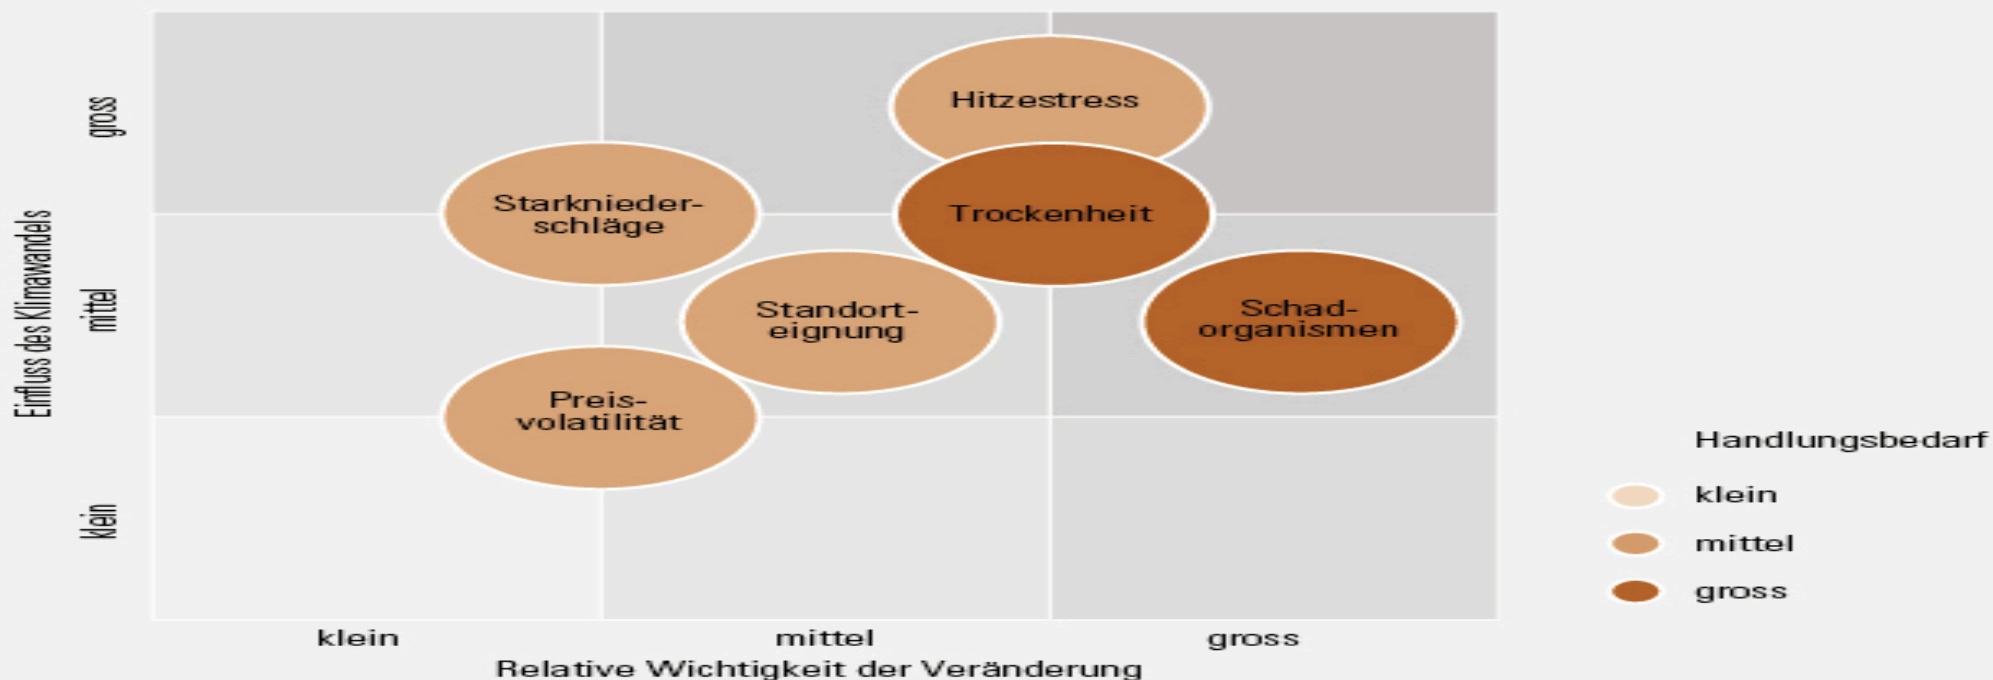 Einfluss des Klimawandels
gross
mittel
klein
Hitzestress
Starknieder-
schläge
Trockenheit
Standort-
eignung
Schad-
organismen
Preis-
volatilität
Handlungsbedarf
klein
mittel
gross
klein
mittel
gross
Relative Wichtigkeit der Veränderung